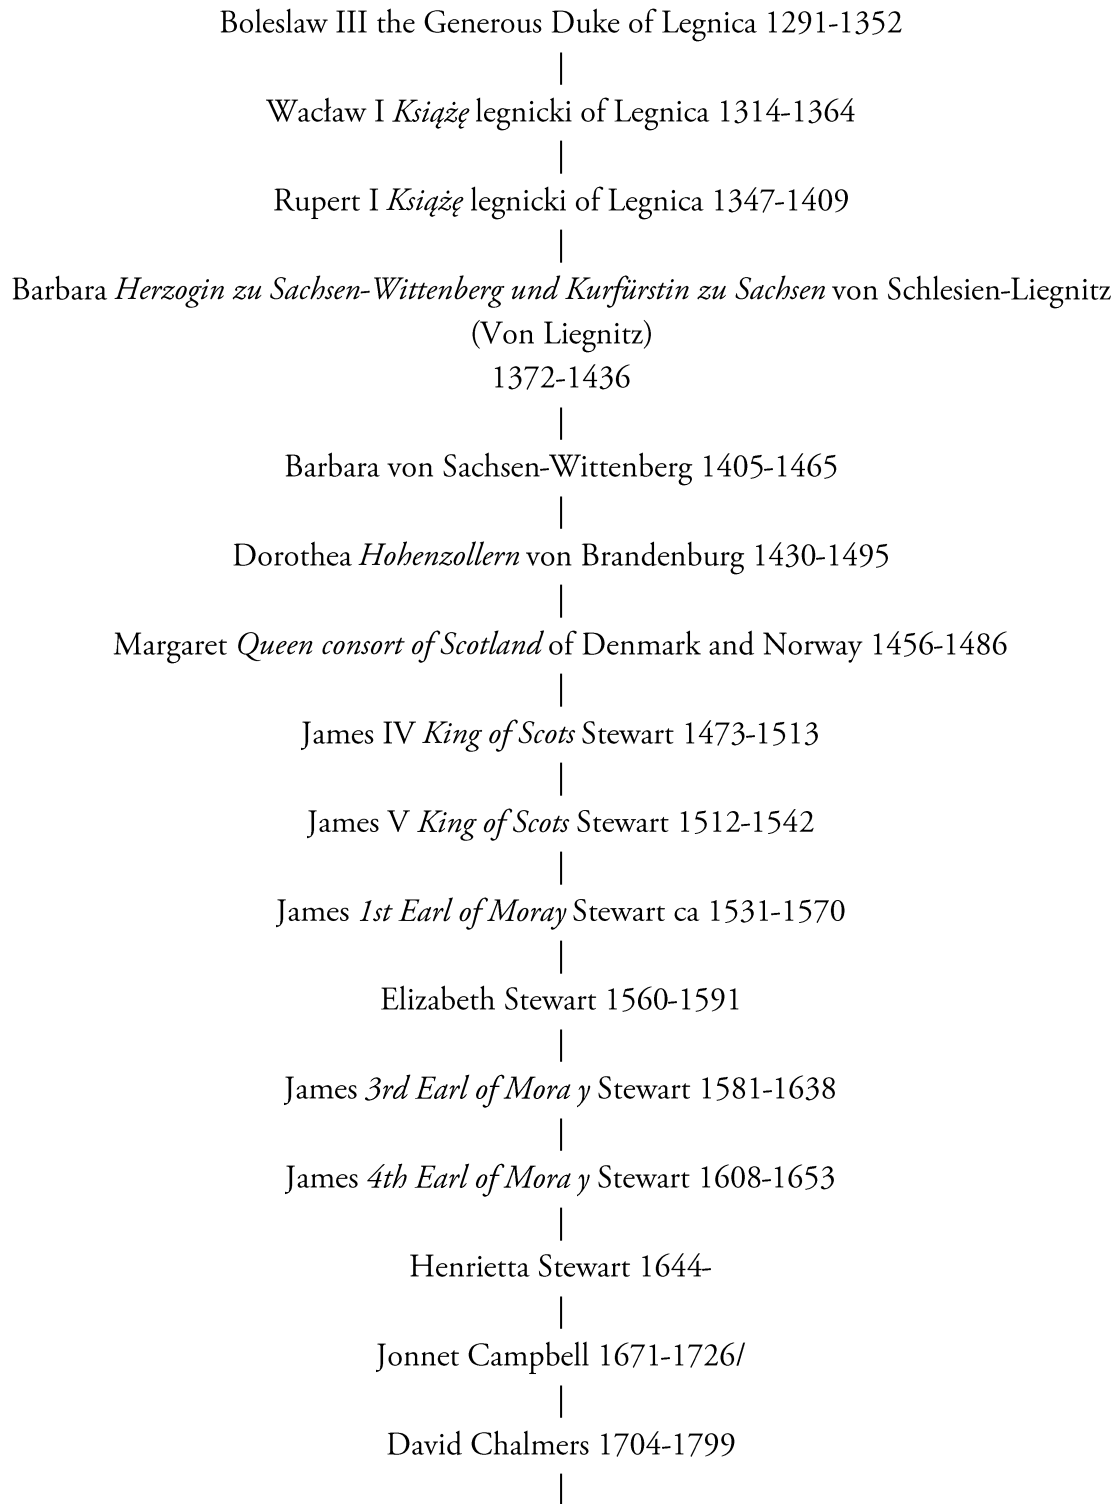 Boleslaw III the Generous Duke of Legnica 1291-1352
Wacław I Książę legnicki of Legnica 1314-1364
Rupert I Książę legnicki of Legnica 1347-1409
Barbara Herzogin zu Sachsen-Wittenberg und Kurfürstin zu Sachsen von Schlesien-Liegnitz
(Von Liegnitz)
1372-1436
Barbara von Sachsen-Wittenberg 1405-1465
Dorothea Hohenzollern von Brandenburg 1430-1495
Margaret Queen consort of Scotland of Denmark and Norway 1456-1486
James IV King of Scots Stewart 1473-1513
James V King of Scots Stewart 1512-1542
James 1st Earl of Moray Stewart ca 1531-1570
Elizabeth Stewart 1560-1591
James 3rd Earl of Mora y Stewart 1581-1638
James 4th Earl of Mora y Stewart 1608-1653
Henrietta Stewart 1644-
Jonnet Campbell 1671-1726/
David Chalmers 1704-1799